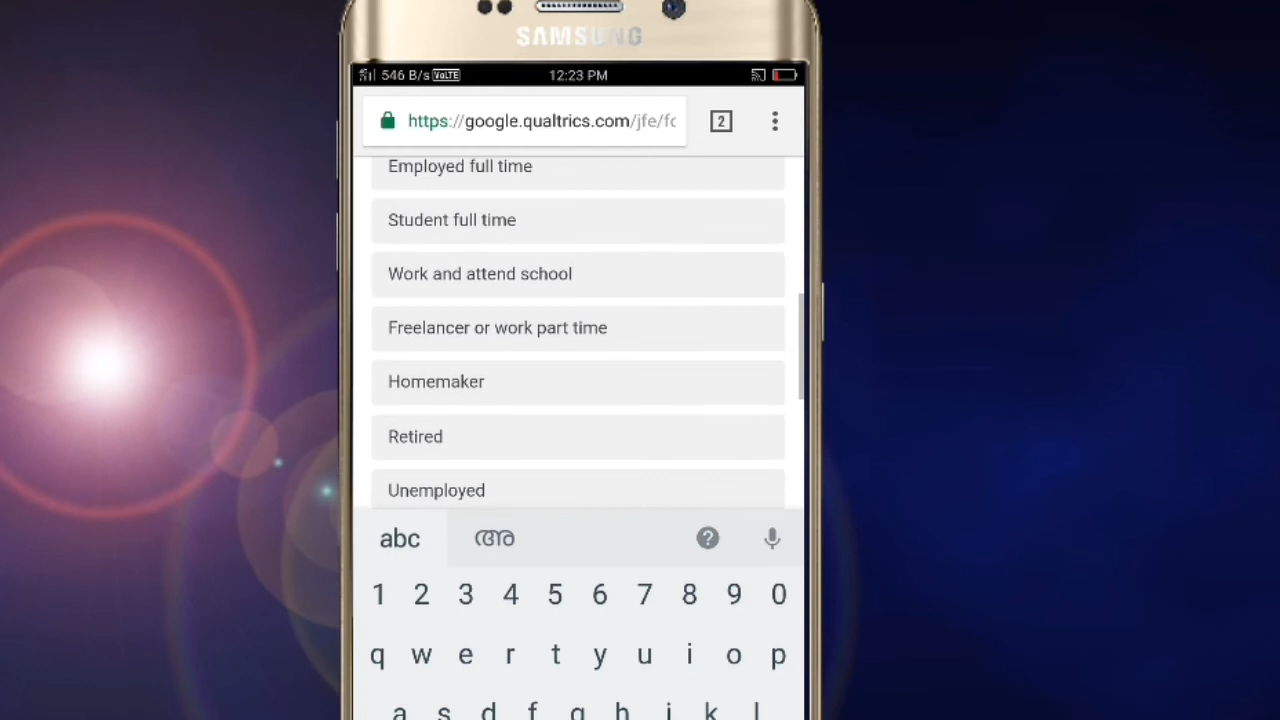 SAMSUNG
546 B/s VoLTE 12:23 PM
https://google.qualtrics.com/jfe/fo 2
Employed full time
Student full time
Work and attend school
Freelancer or work part time
Homemaker
Retired
Unemployed
abc അ
1 2 3 4 5 6 7 8 9 0
q w e r t y u i o p
a s d f g h j k l